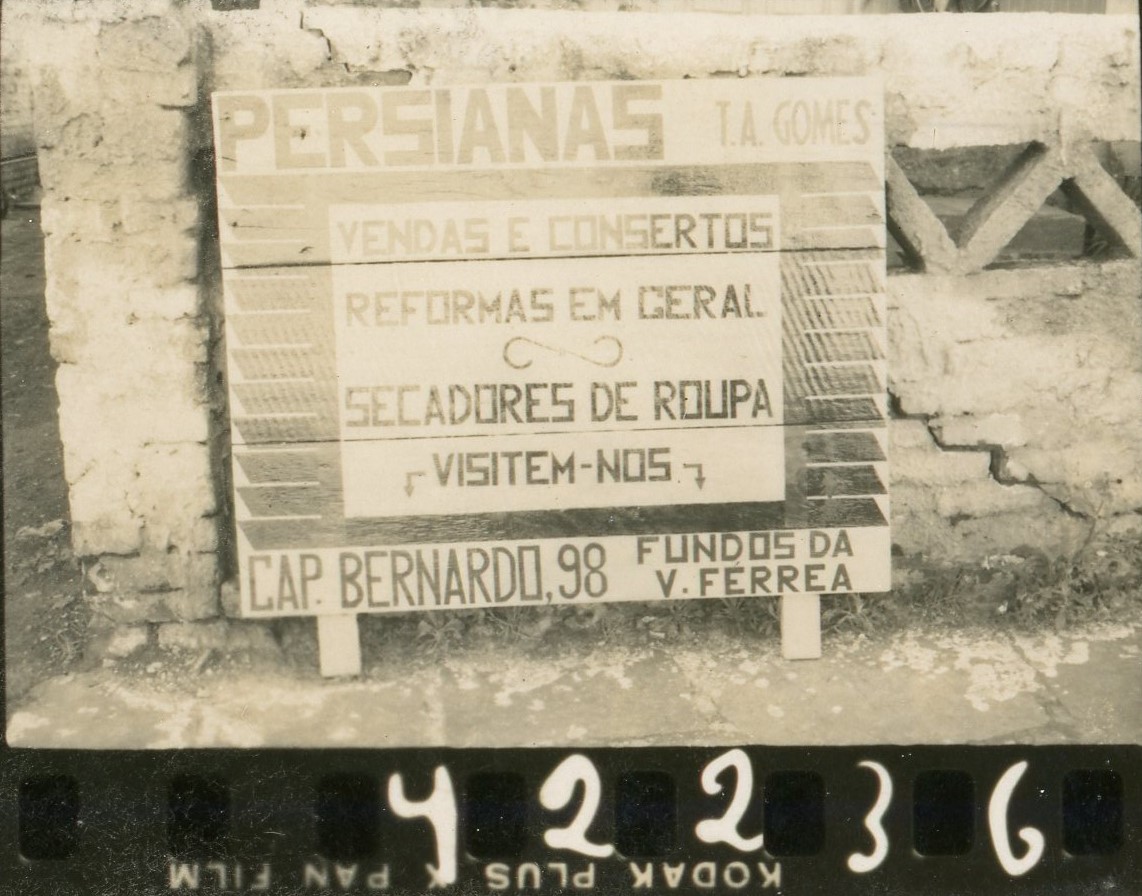 PERSIANAS T.A. GOMES
VENDAS E CONSERTOS
REFORMAS EM GERAL
SECADORES DE ROUPA
VISITEM-NOS
CAP. BERNARDO, 98
FUNDOS DA
V. FÉRREA
42236
KODAK PLUS X PAN FILM